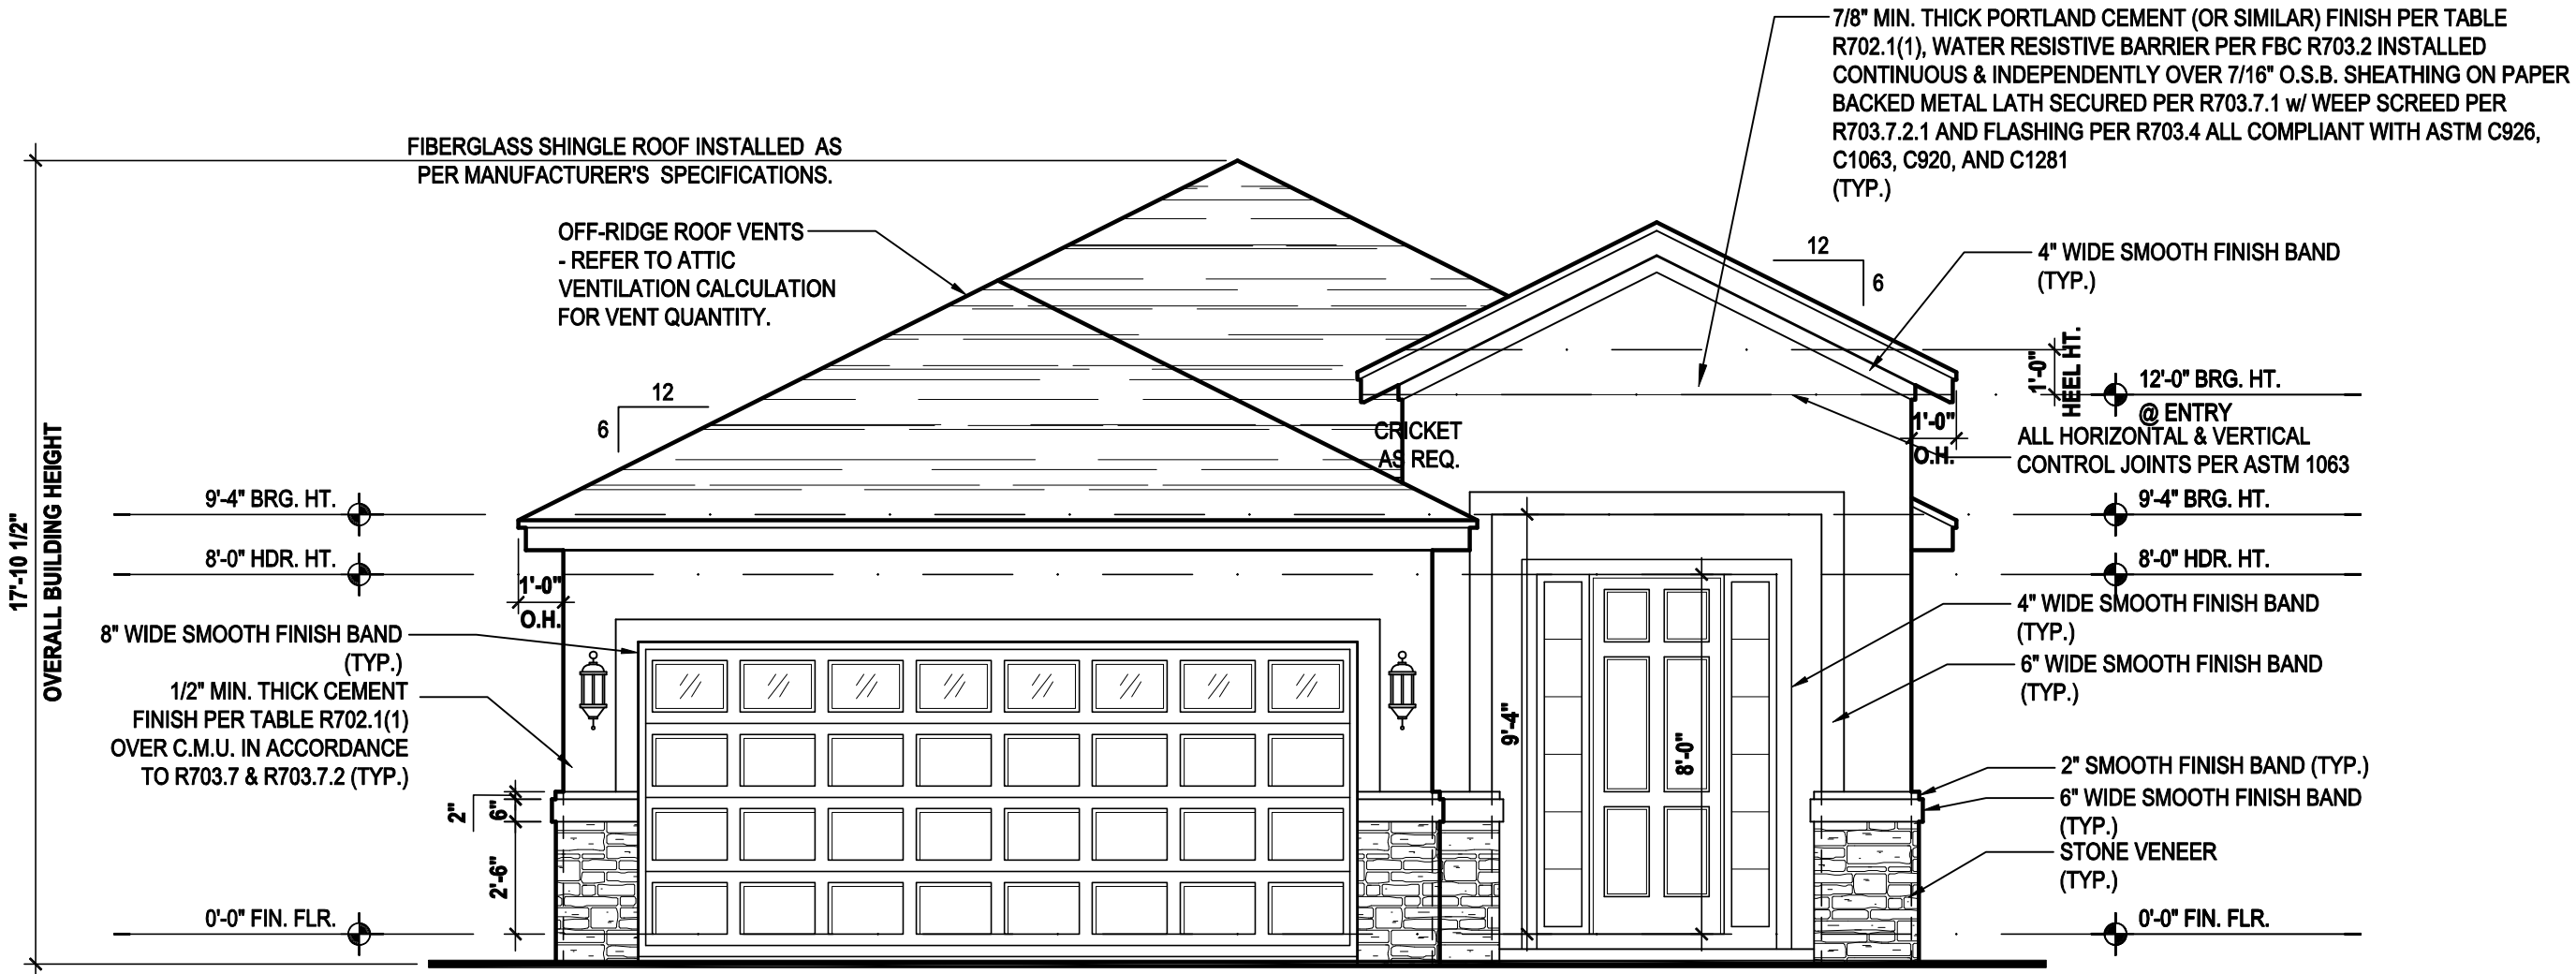 7/8" MIN. THICK PORTLAND CEMENT (OR SIMILAR) FINISH PER TABLE
R702.1(1), WATER RESISTIVE BARRIER PER FBC R703.2 INSTALLED
CONTINUOUS & INDEPENDENTLY OVER 7/16" O.S.B. SHEATHING ON PAPER
BACKED METAL LATH SECURED PER R703.7.1 w/ WEEP SCREED PER
R703.7.2.1 AND FLASHING PER R703.4 ALL COMPLIANT WITH ASTM C926,
C1063, C920, AND C1281
(TYP.)
FIBERGLASS SHINGLE ROOF INSTALLED AS
PER MANUFACTURER'S SPECIFICATIONS.
OFF-RIDGE ROOF VENTS
- REFER TO ATTIC
VENTILATION CALCULATION
FOR VENT QUANTITY.
12
6
4" WIDE SMOOTH FINISH BAND
(TYP.)
12
6
1'-0"
HEEL HT.
12'-0" BRG. HT.
@ ENTRY
1'-0"
O.H.
CRICKET
AS REQ.
ALL HORIZONTAL & VERTICAL
CONTROL JOINTS PER ASTM 1063
17'-10 1/2"
OVERALL BUILDING HEIGHT
9'-4" BRG. HT.
9'-4" BRG. HT.
8'-0" HDR. HT.
8'-0" HDR. HT.
1'-0"
O.H.
8" WIDE SMOOTH FINISH BAND
(TYP.)
1/2" MIN. THICK CEMENT
FINISH PER TABLE R702.1(1)
OVER C.M.U. IN ACCORDANCE
TO R703.7 & R703.7.2 (TYP.)
4" WIDE SMOOTH FINISH BAND
(TYP.)
6" WIDE SMOOTH FINISH BAND
(TYP.)
9'-4"
8'-0"
2" SMOOTH FINISH BAND (TYP.)
6" WIDE SMOOTH FINISH BAND
(TYP.)
STONE VENEER
(TYP.)
2"
6"
2'-6"
0'-0" FIN. FLR.
0'-0" FIN. FLR.